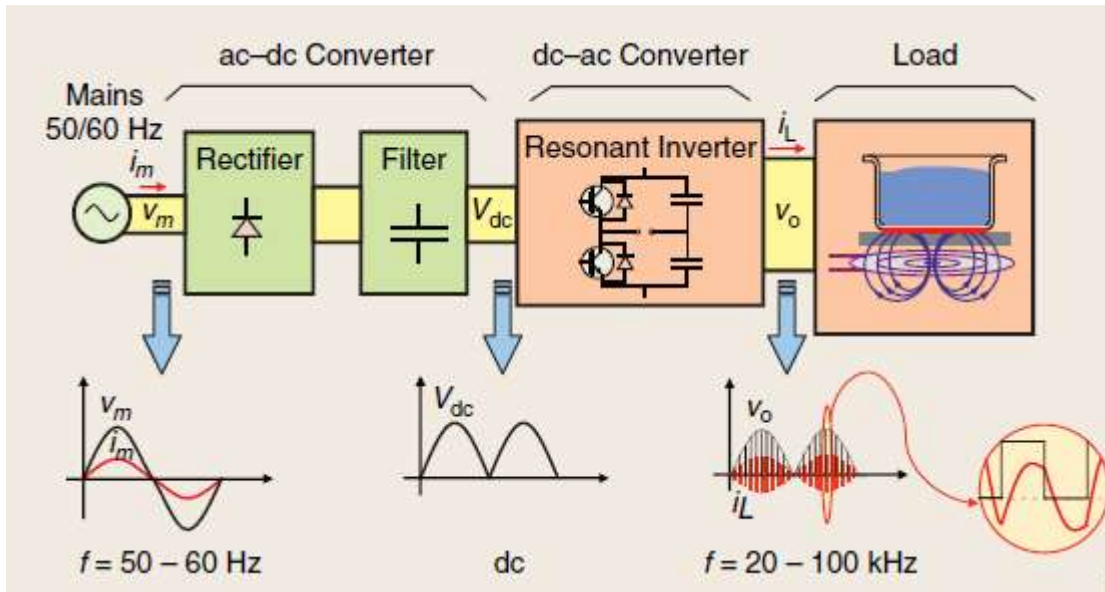 ac–dc Converter
dc–ac Converter
Load
Mains
50/60 Hz
i_m
Rectifier
Filter
Resonant Inverter
i_L
v_m
V_dc
v_o
v_m
i_m
V_dc
v_o
i_L
f = 50 – 60 Hz
dc
f = 20 – 100 kHz